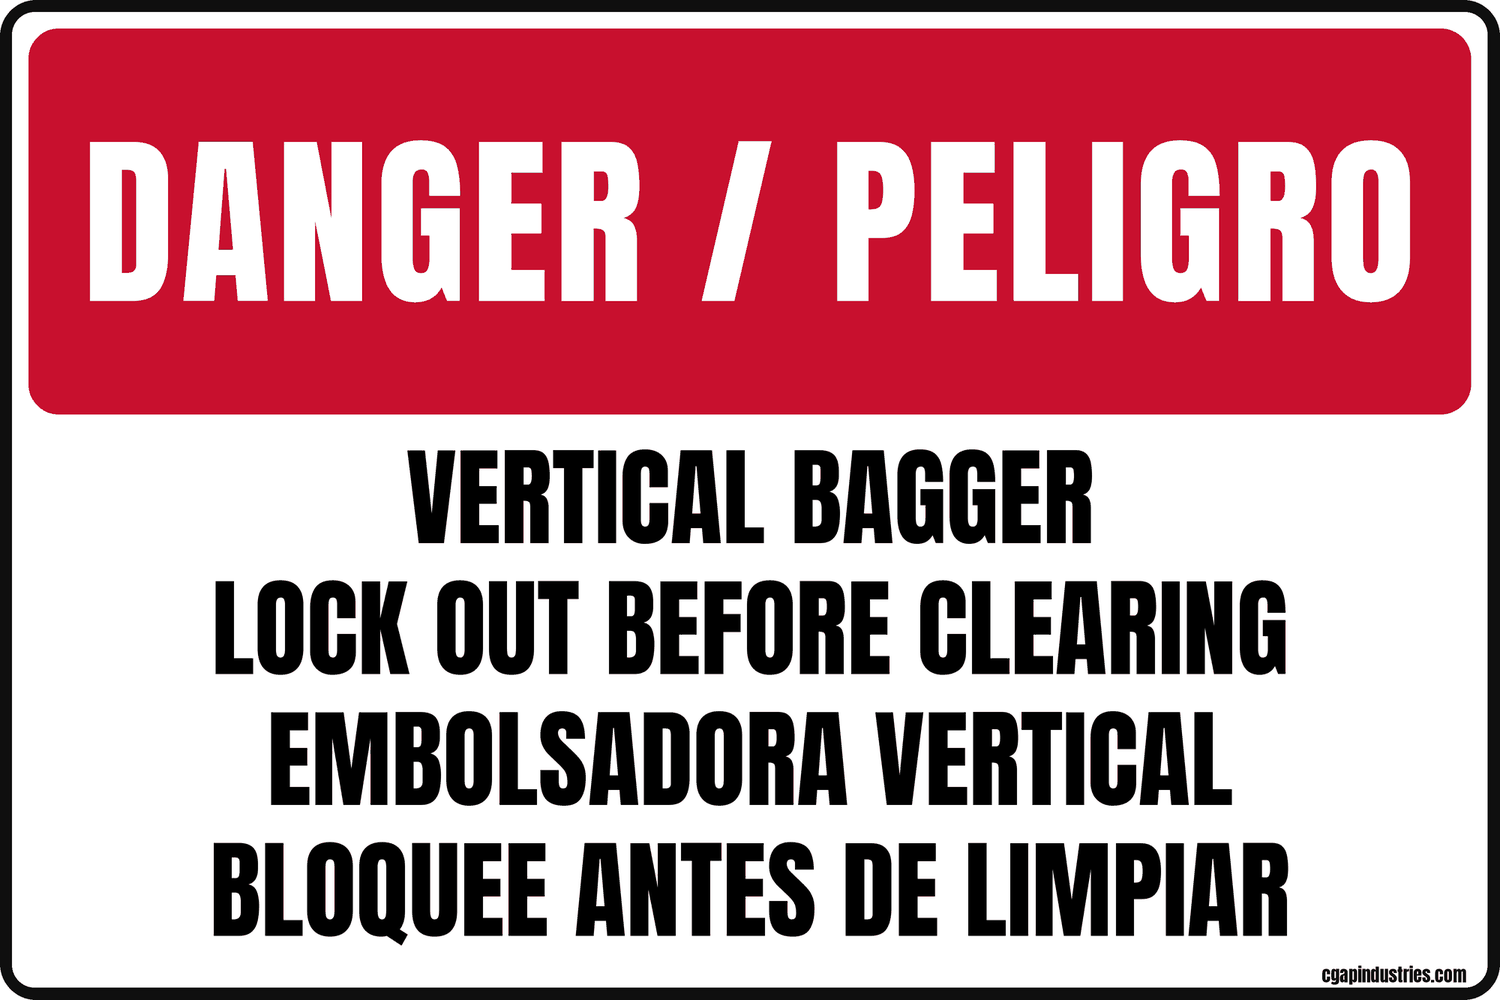 DANGER / PELIGRO
VERTICAL BAGGER
LOCK OUT BEFORE CLEARING
EMBOLSADORA VERTICAL
BLOQUEE ANTES DE LIMPIAR
cgapindustries.com